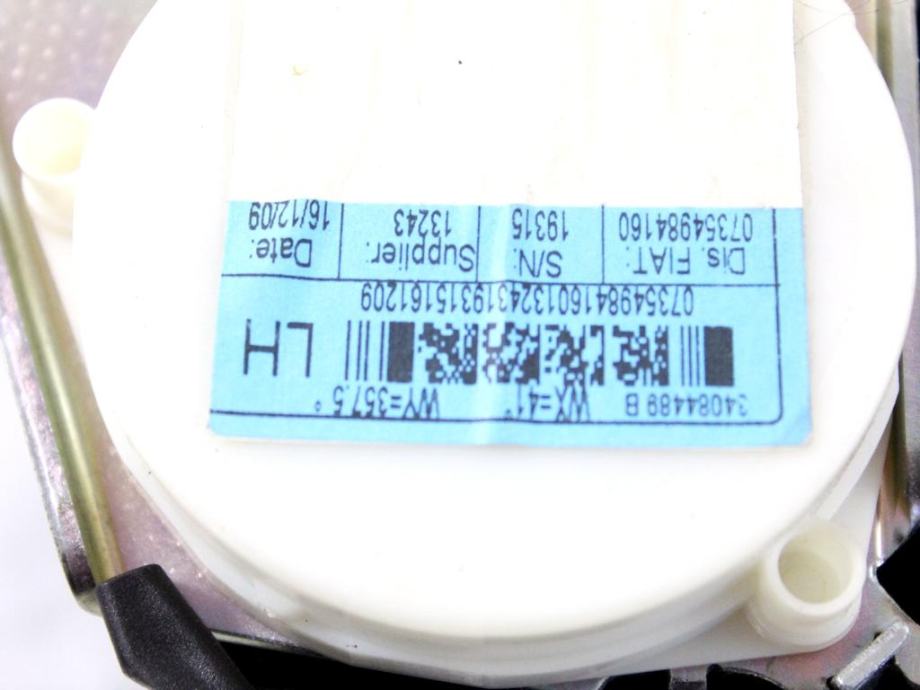 34084489 B WX=41° WY=357.5°
LH
073549841601324319315161209
Dis. FIAT: S/N: Supplier: Date:
07354984160 19315 13243 16/12/09